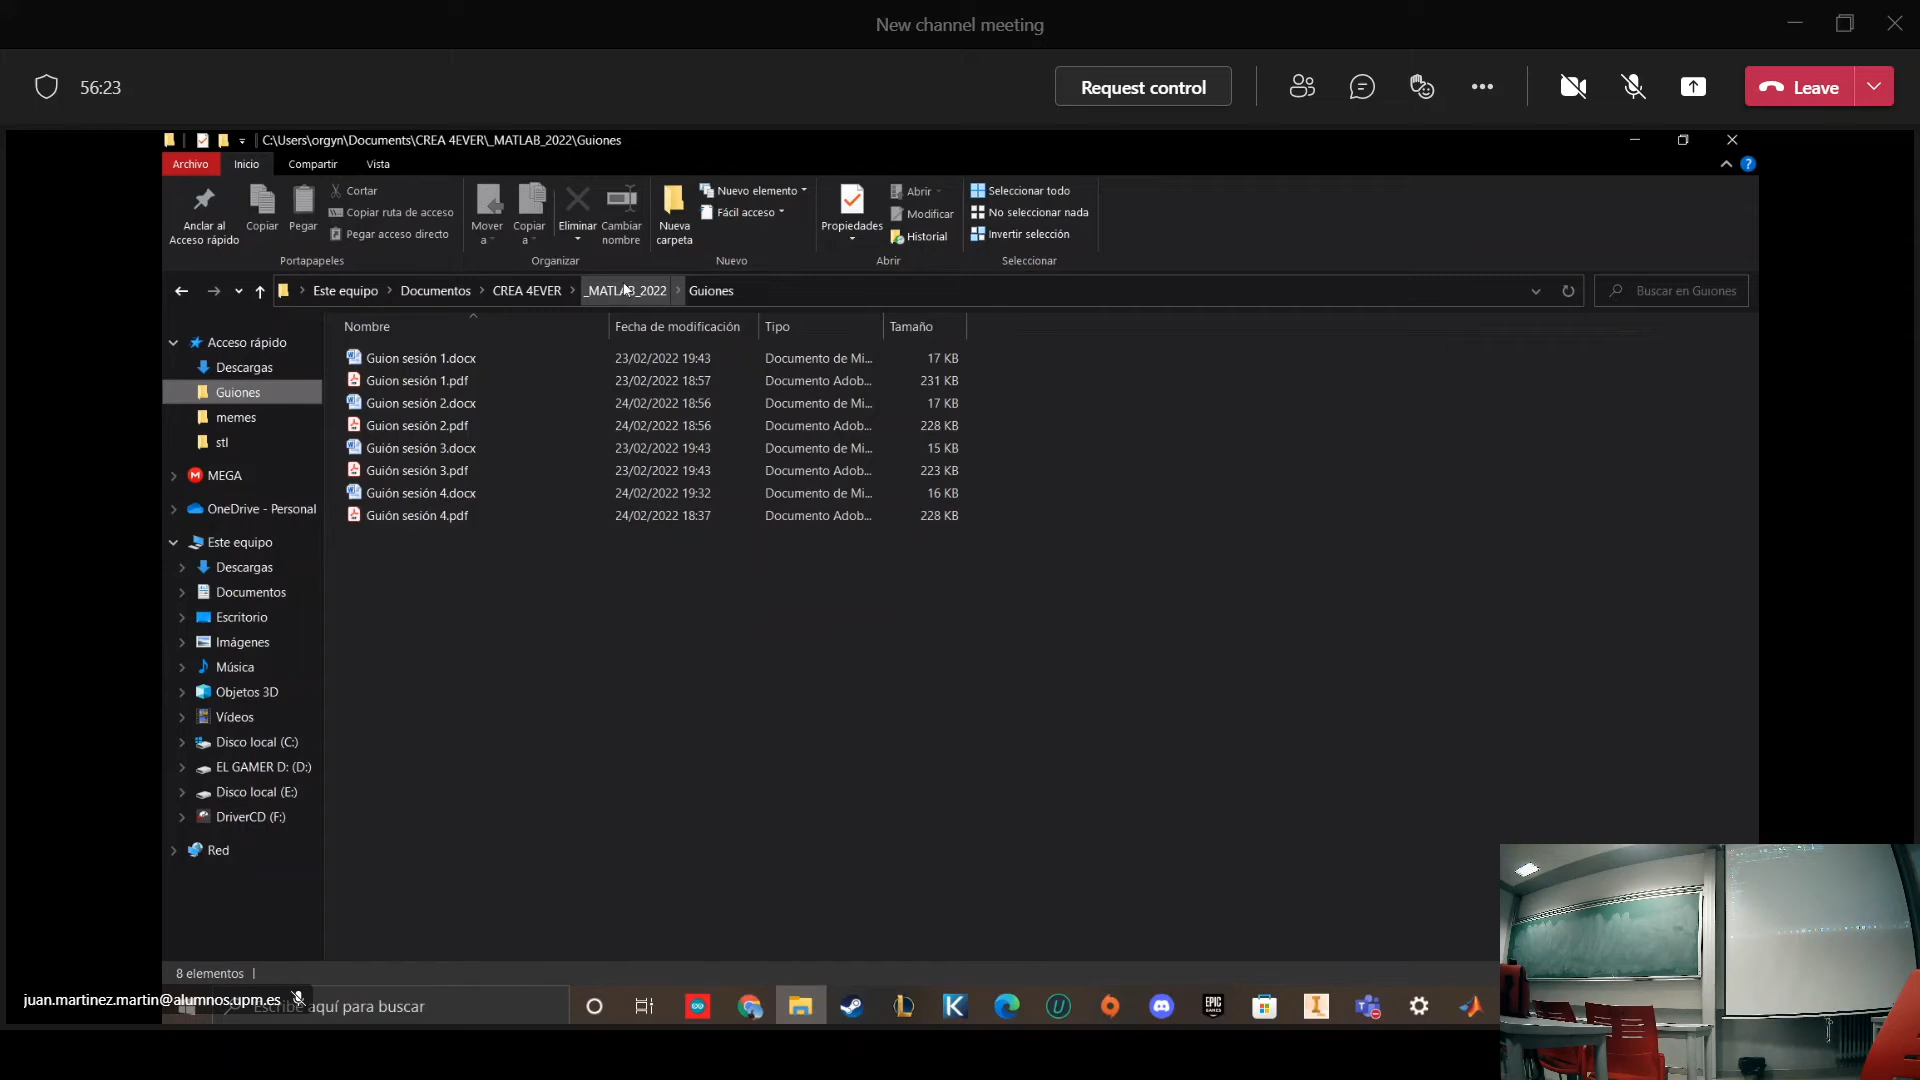 New channel meeting
56:23
Request control
Leave
C:\Users\orgyn\Documents\CREA 4EVER\_MATLAB_2022\Guiones
Archivo Inicio Compartir Vista
Anclar al Acceso rápido
Copiar
Pegar
Cortar
Copiar ruta de acceso
Pegar acceso directo
Portapapeles
Mover a
Copiar a
Eliminar
Cambiar nombre
Organizar
Nueva carpeta
Nuevo elemento
Fácil acceso
Nuevo
Propiedades
Abrir
Modificar
Historial
Abrir
Seleccionar todo
No seleccionar nada
Invertir selección
Seleccionar
Este equipo > Documentos > CREA 4EVER > _MATLAB_2022 > Guiones
Buscar en Guiones
Nombre Fecha de modificación Tipo Tamaño
Guion sesión 1.docx 23/02/2022 19:43 Documento de Mi... 17 KB
Guion sesión 1.pdf 23/02/2022 18:57 Documento Adob... 231 KB
Guion sesión 2.docx 24/02/2022 18:56 Documento de Mi... 17 KB
Guion sesión 2.pdf 24/02/2022 18:56 Documento Adob... 228 KB
Guión sesión 3.docx 23/02/2022 19:43 Documento de Mi... 15 KB
Guión sesión 3.pdf 23/02/2022 19:43 Documento Adob... 223 KB
Guión sesión 4.docx 24/02/2022 19:32 Documento de Mi... 16 KB
Guión sesión 4.pdf 24/02/2022 18:37 Documento Adob... 228 KB
Acceso rápido
Descargas
Guiones
memes
stl
MEGA
OneDrive - Personal
Este equipo
Descargas
Documentos
Escritorio
Imágenes
Música
Objetos 3D
Vídeos
Disco local (C:)
EL GAMER D: (D:)
Disco local (E:)
DriverCD (F:)
Red
8 elementos
juan.martinez.martin@alumnos.upm.es
Escribe aquí para buscar
EPIC GAMES